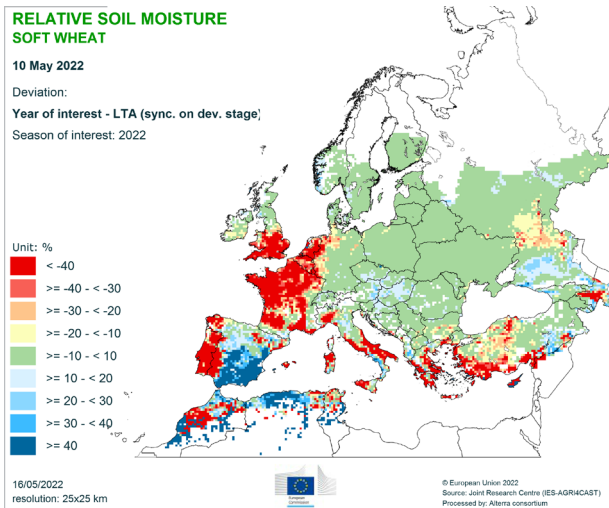 RELATIVE SOIL MOISTURE
SOFT WHEAT
10 May 2022
Deviation:
Year of interest - LTA (sync. on dev. stage)
Season of interest: 2022
Unit: %
< -40
>= -40 - < -30
>= -30 - < -20
>= -20 - < -10
>= -10 - < 10
>= 10 - < 20
>= 20 - < 30
>= 30 - < 40
>= 40
16/05/2022
resolution: 25x25 km
European
Commission
© European Union 2022
Source: Joint Research Centre (IES-AGRI4CAST)
Processed by: Alterra consortium